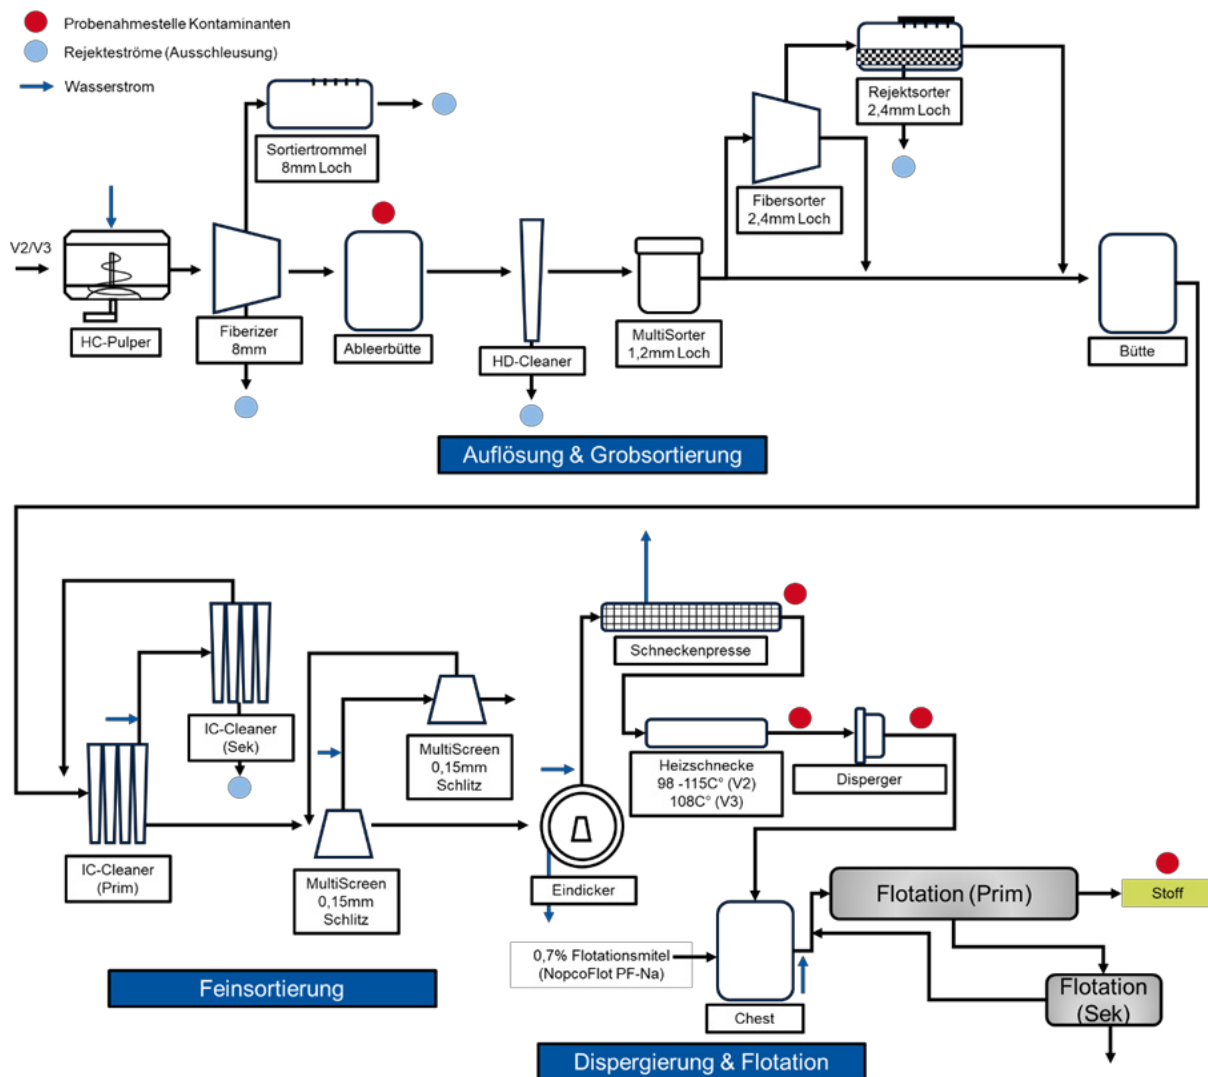 Probenahmestelle Kontaminanten
Rejekteströme (Ausschleusung)
Wasserstrom
Sortiertrommel
8mm Loch
Rejektsorter
2,4mm Loch
Fibersorter
2,4mm Loch
V2/V3
HC-Pulper
Fiberizer
8mm
Ableerbütte
HD-Cleaner
MultiSorter
1,2mm Loch
Bütte
Auflösung & Grobsortierung
Schneckenpresse
IC-Cleaner
(Sek)
MultiScreen
0,15mm
Schlitz
Heizschnecke
98 -115C° (V2)
108C° (V3)
Disperger
IC-Cleaner
(Prim)
MultiScreen
0,15mm
Schlitz
Eindicker
Flotation (Prim)
Stoff
0,7% Flotationsmitel
(NopcoFlot PF-Na)
Chest
Flotation
(Sek)
Feinsortierung
Dispergierung & Flotation